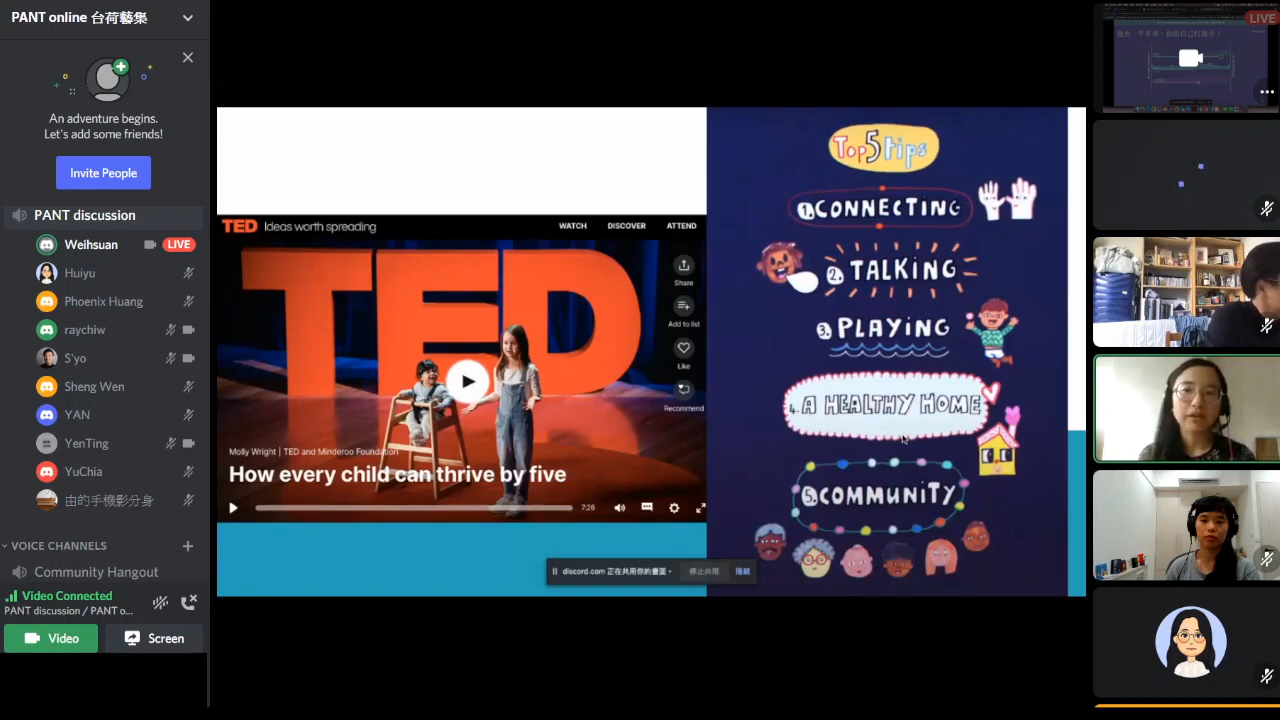 PANT online 台荷藝集
An adventure begins.
Let's add some friends!
Invite People
PANT discussion
Weihsuan LIVE
Huiyu
Phoenix Huang
raychiw
S'yo
Sheng Wen
YAN
YenTing
YuChia
由的手機影分身
VOICE CHANNELS
Community Hangout
Video Connected
PANT discussion / PANT o...
Video
Screen
TED Ideas worth spreading
WATCH DISCOVER ATTEND
TED
Share
Add to list
Like
Recommend
Molly Wright | TED and Minderoo Foundation
How every child can thrive by five
7:26
Top 5 tips
1. CONNECTING
2. TALKING
3. PLAYING
4. A HEALTHY HOME
5. COMMUNITY
discord.com 正在共用你的畫面。 停止共用 隱藏
LIVE